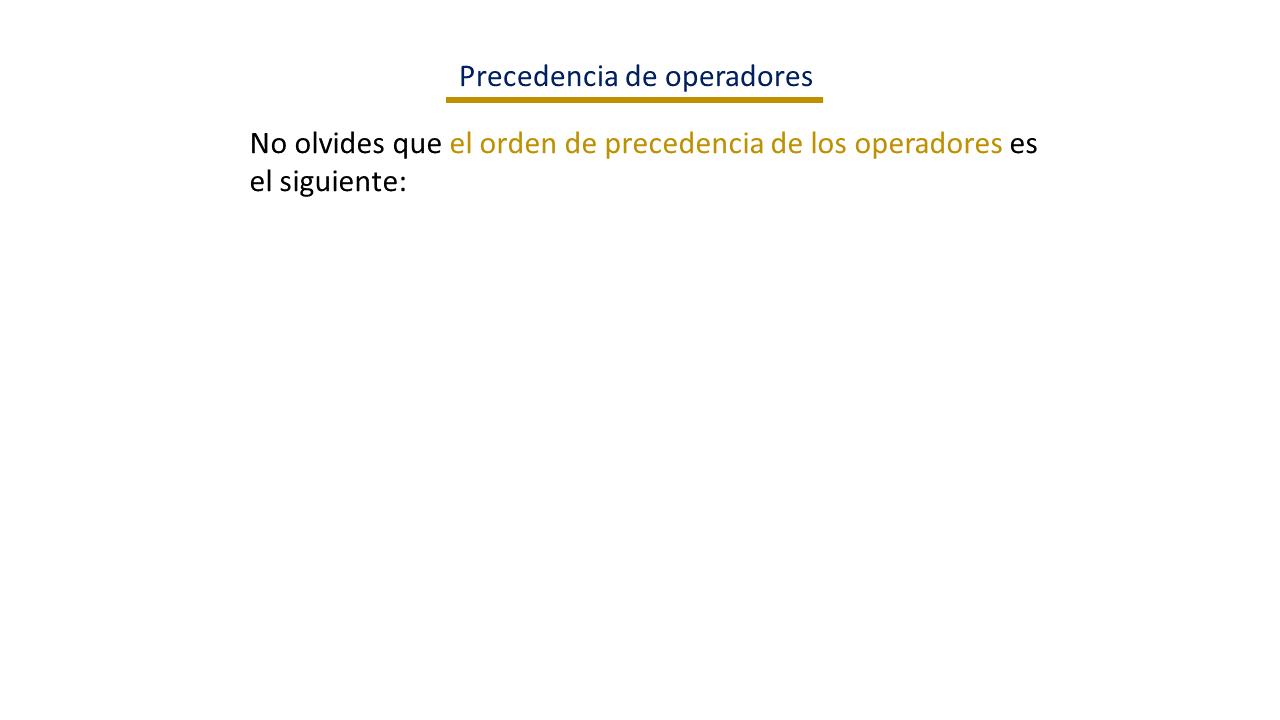 Precedencia de operadores
No olvides que el orden de precedencia de los operadores es
el siguiente: